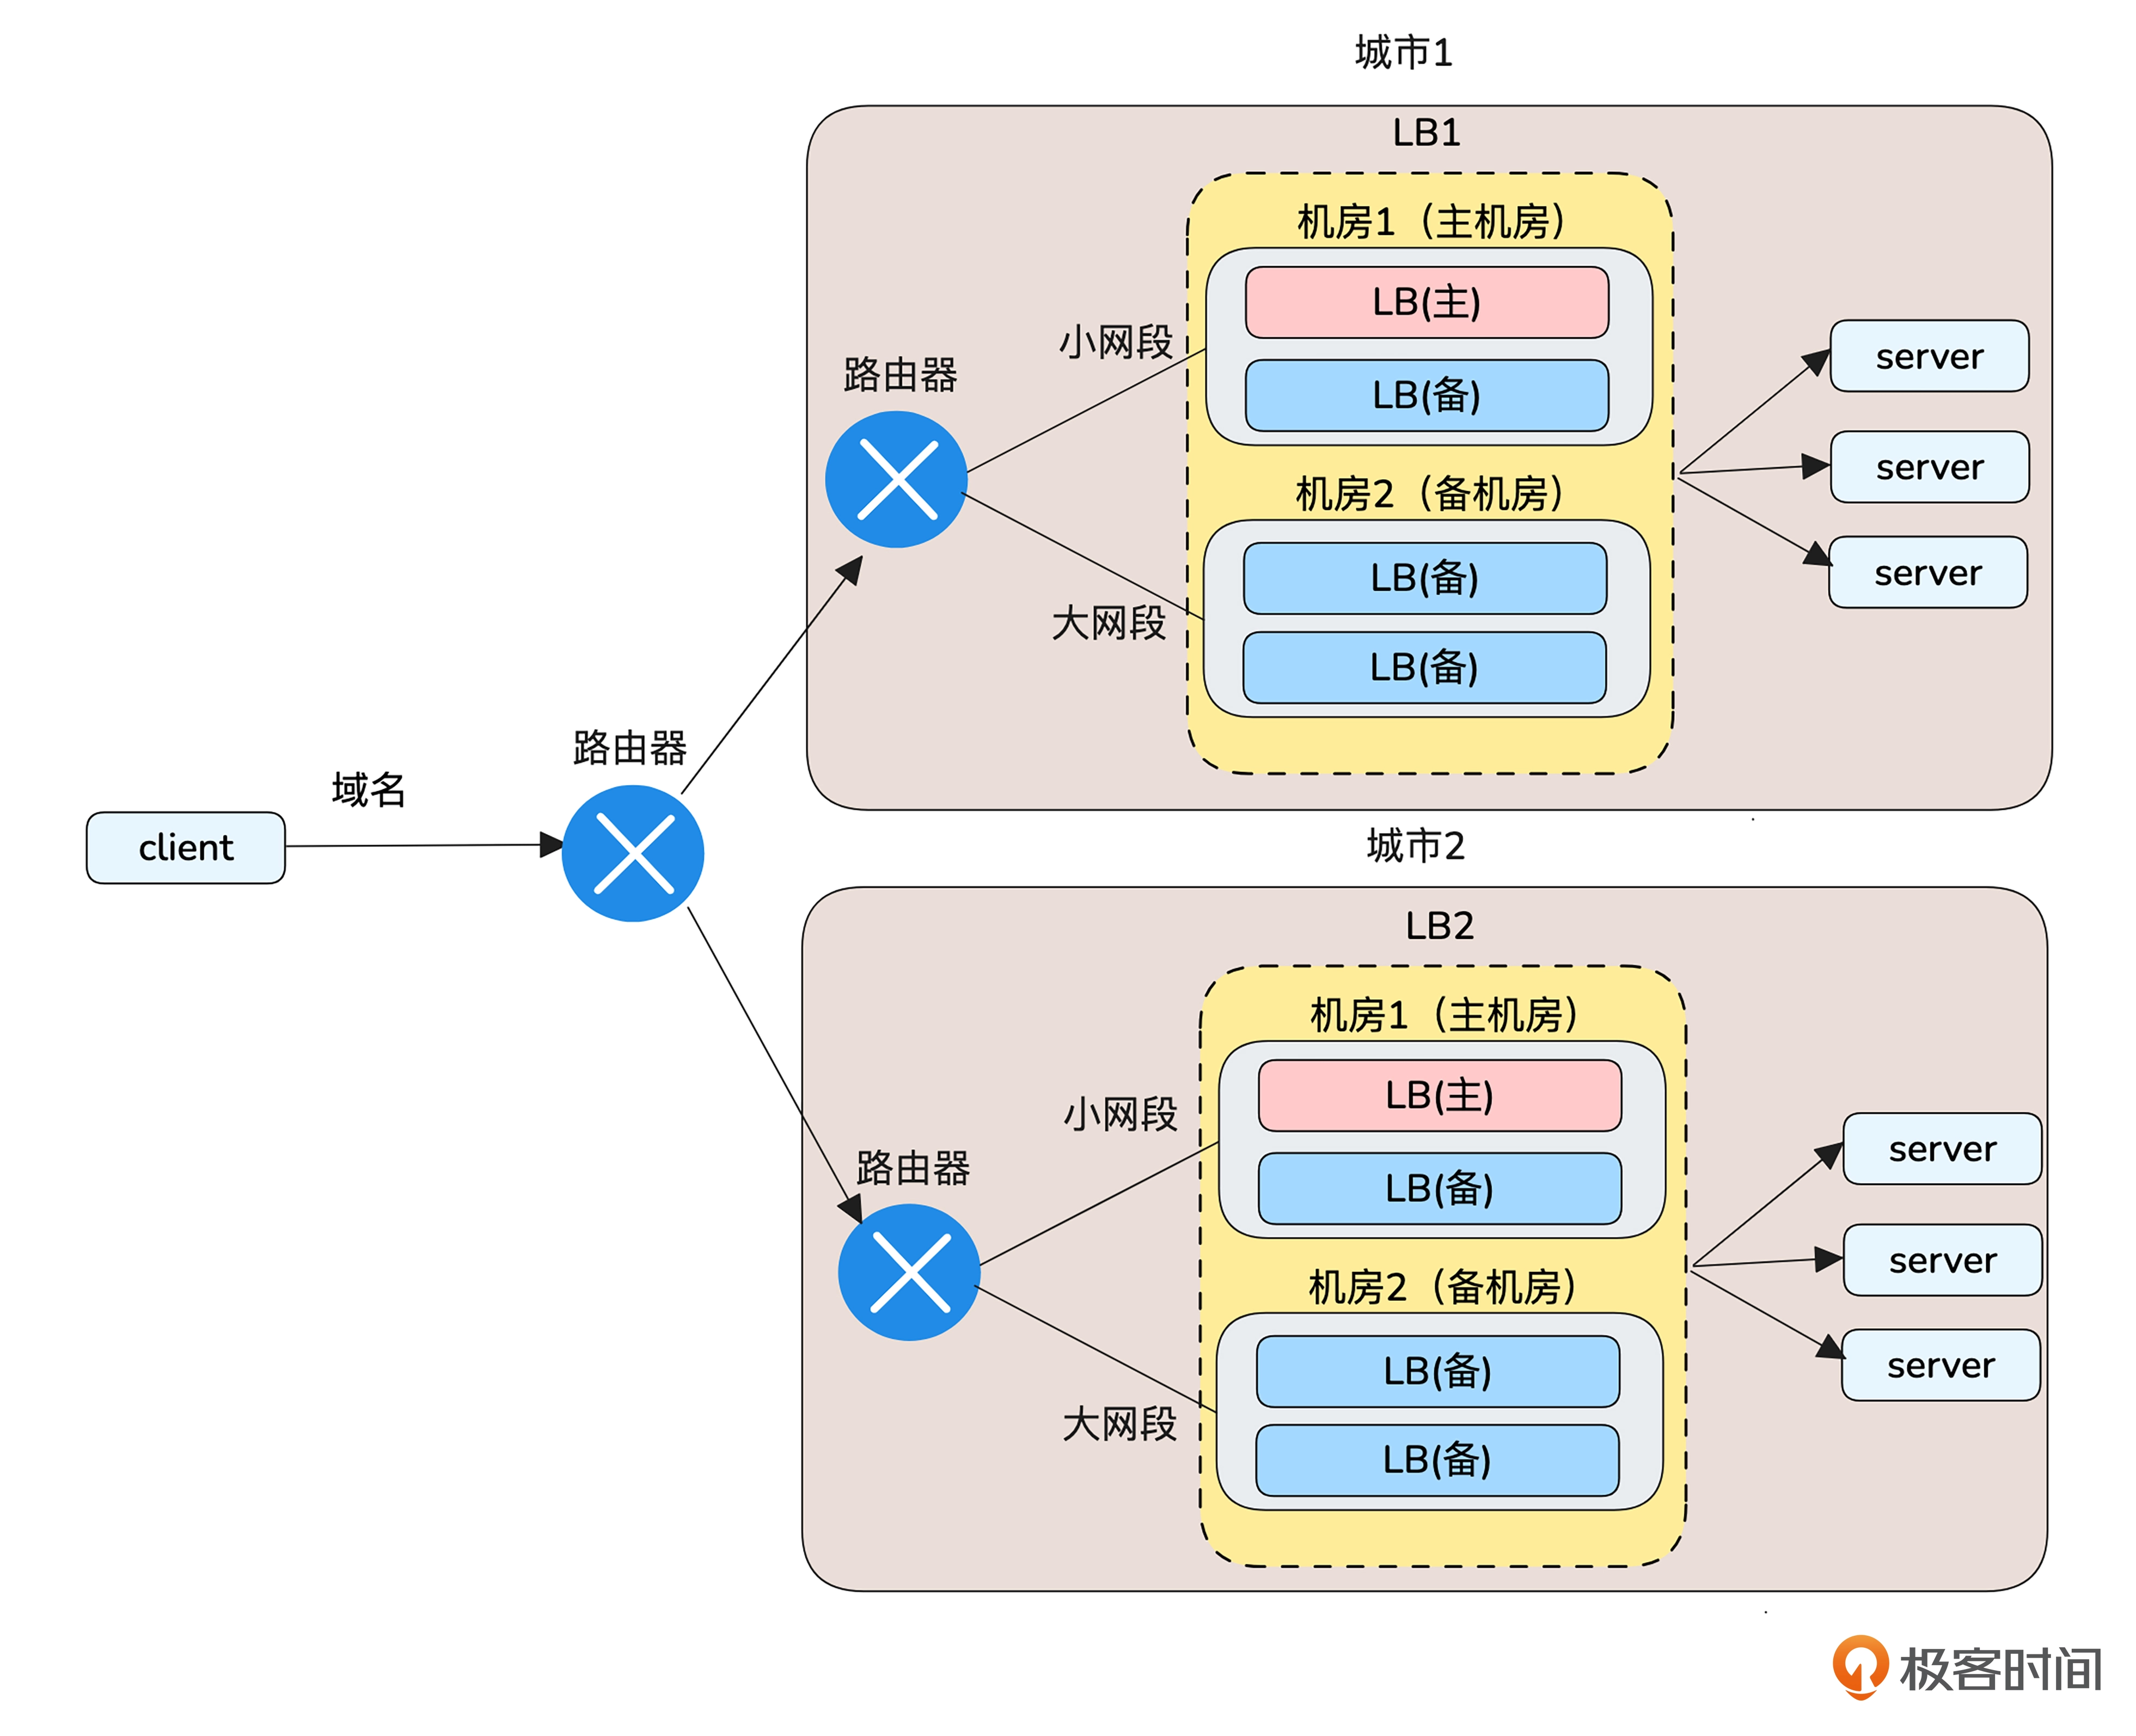 城市1
LB1
机房1（主机房）
LB(主)
小网段
路由器
LB(备)
server
server
机房2（备机房）
LB(备)
server
大网段
LB(备)
路由器
域名
client
城市2
LB2
机房1（主机房）
LB(主)
小网段
路由器
LB(备)
server
server
机房2（备机房）
LB(备)
server
大网段
LB(备)
极客时间